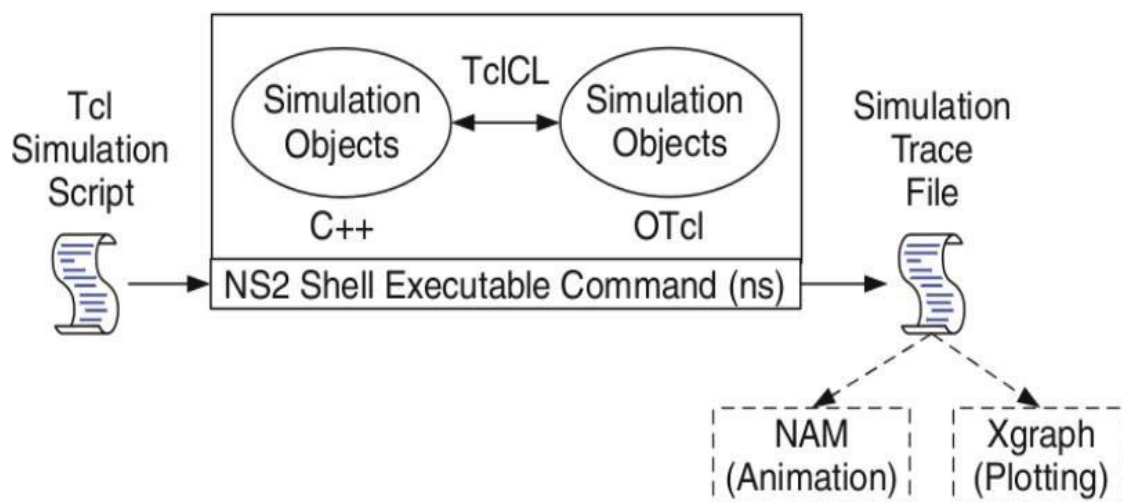 Tcl
Simulation
Script
TclCL
Simulation
Objects
C++
Simulation
Objects
OTcl
NS2 Shell Executable Command (ns)
Simulation
Trace
File
NAM
(Animation)
Xgraph
(Plotting)